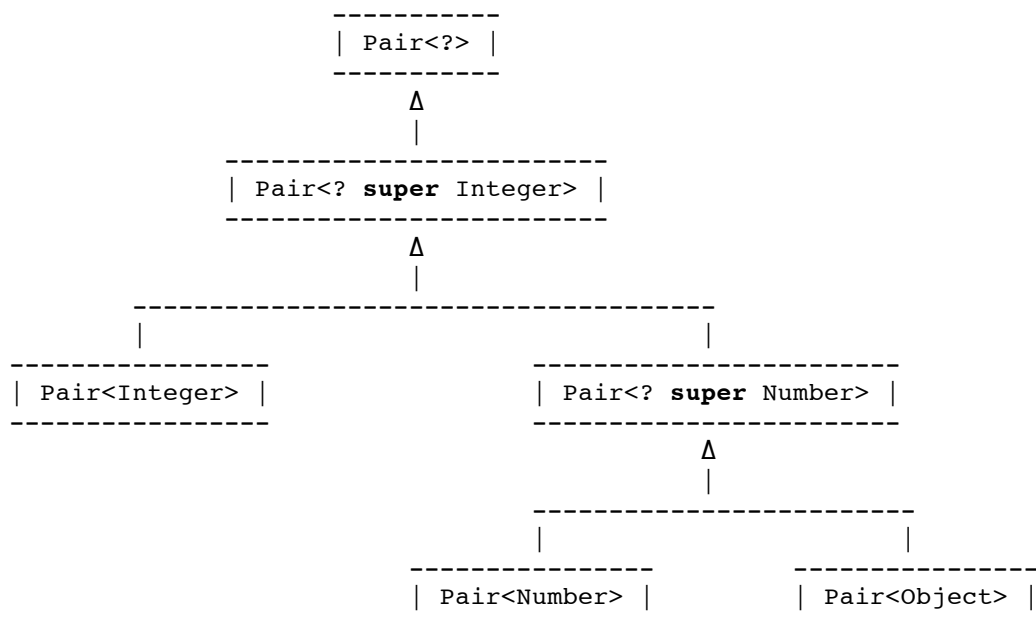 -----------
| Pair<?> |
-----------
Δ
|
-------------------------
| Pair<? super Integer> |
-------------------------
Δ
|
--------------------------------------
| |
----------------- ------------------------
| Pair<Integer> | | Pair<? super Number> |
----------------- ------------------------
Δ
|
-------------------------
| |
---------------- ----------------
| Pair<Number> | | Pair<Object> |